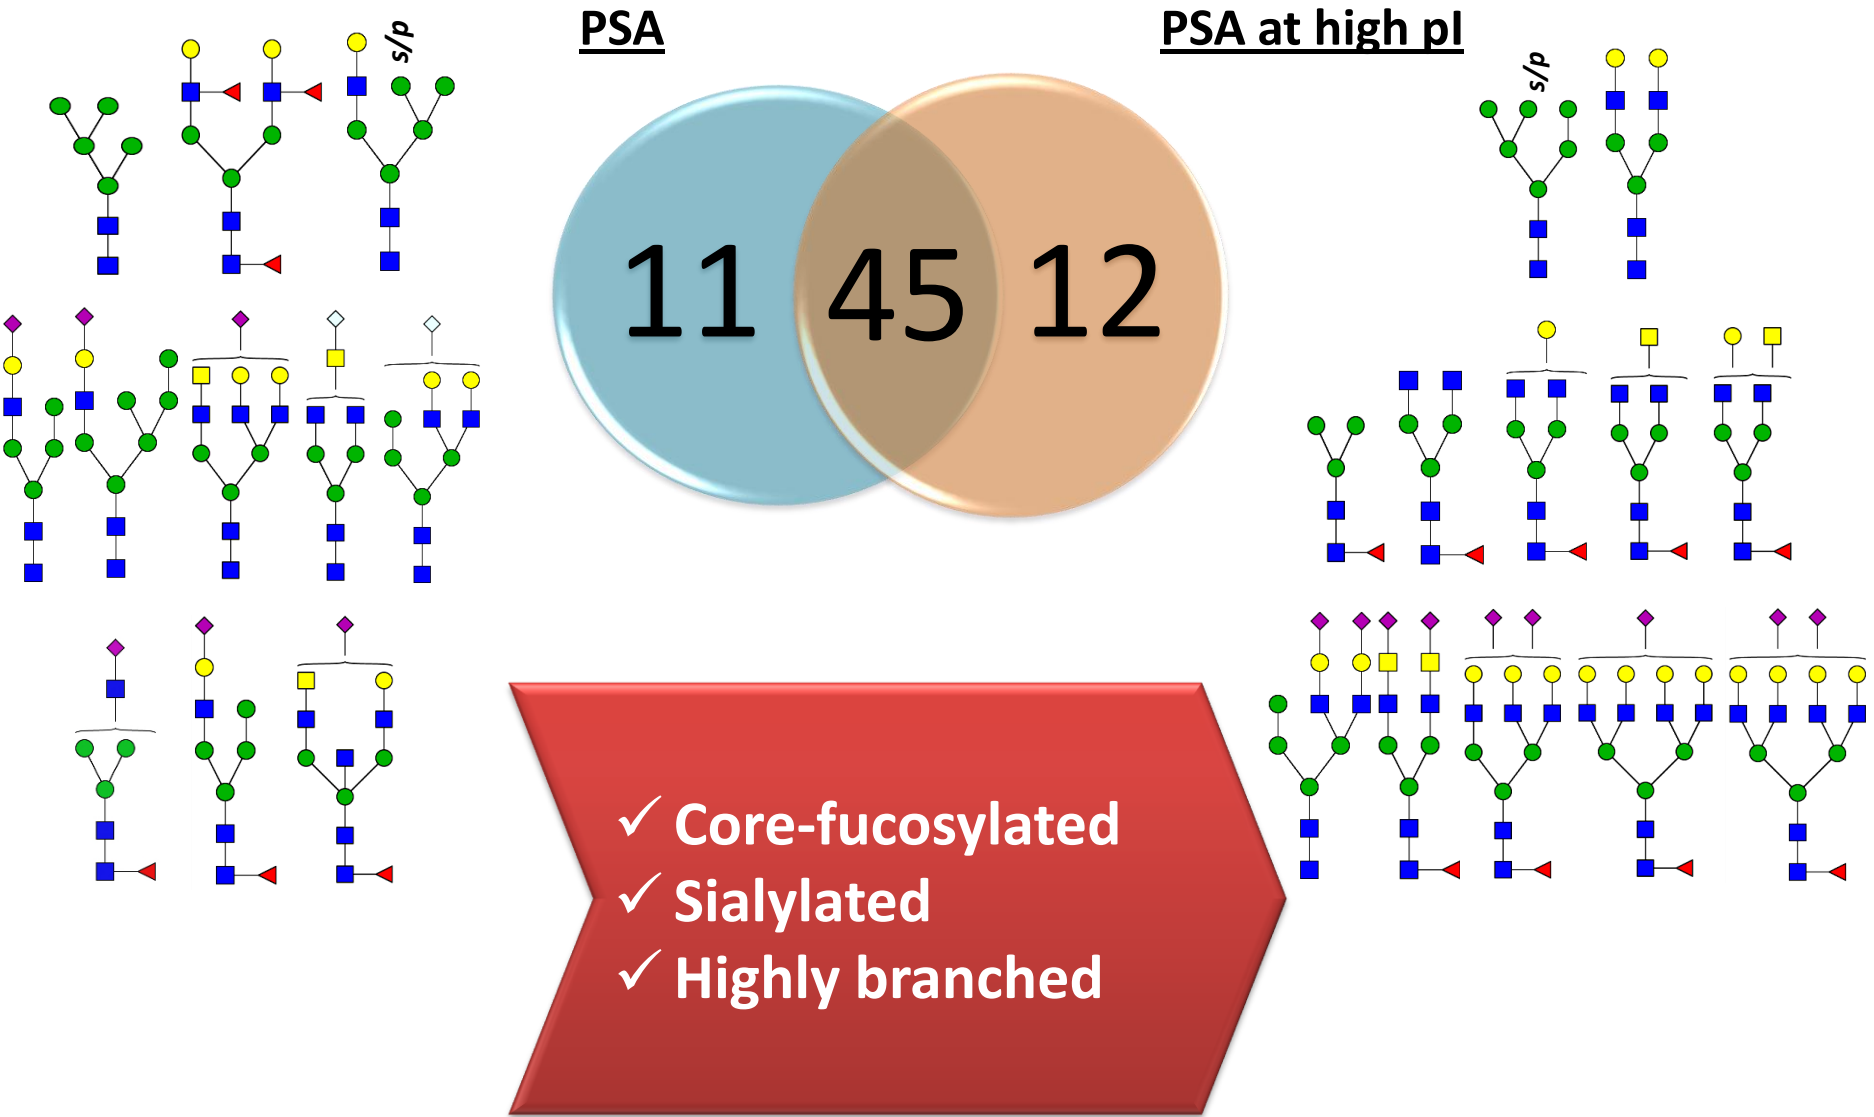 PSA
PSA at high pI
s/p
s/p
11 45 12
✓ Core-fucosylated
✓ Sialylated
✓ Highly branched